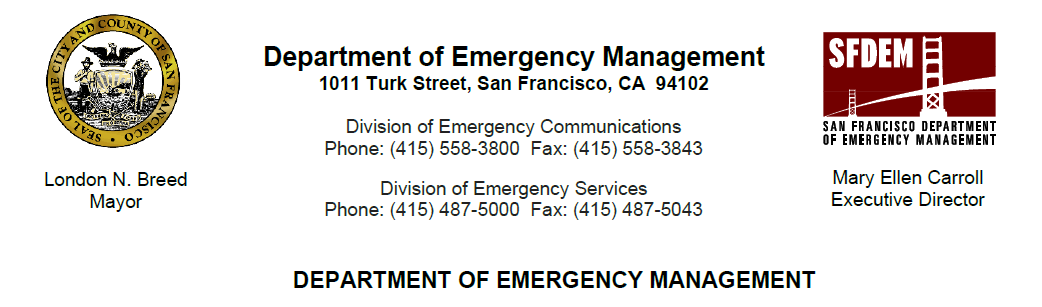 SEAL OF THE CITY AND COUNTY OF SAN FRANCISCO
London N. Breed
Mayor
Department of Emergency Management
1011 Turk Street, San Francisco, CA  94102
Division of Emergency Communications
Phone: (415) 558-3800  Fax: (415) 558-3843
Division of Emergency Services
Phone: (415) 487-5000  Fax: (415) 487-5043
SFDEM
SAN FRANCISCO DEPARTMENT
OF EMERGENCY MANAGEMENT
Mary Ellen Carroll
Executive Director
DEPARTMENT OF EMERGENCY MANAGEMENT